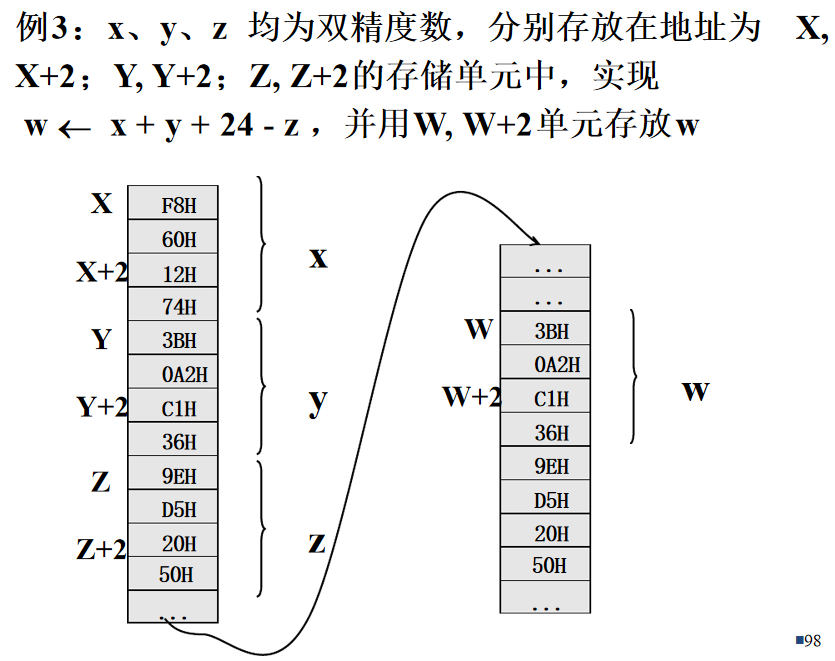 例3：x、y、z 均为双精度数，分别存放在地址为 X,
X+2；Y, Y+2；Z, Z+2的存储单元中，实现
w ← x + y + 24 - z ，并用W, W+2单元存放w
X F8H
60H
X+2 12H
74H
x
Y 3BH
0A2H
Y+2 C1H
36H
y
Z 9EH
D5H
Z+2 20H
50H
z
...
...
...
W 3BH
0A2H
W+2 C1H
36H
w
9EH
D5H
20H
50H
...
98